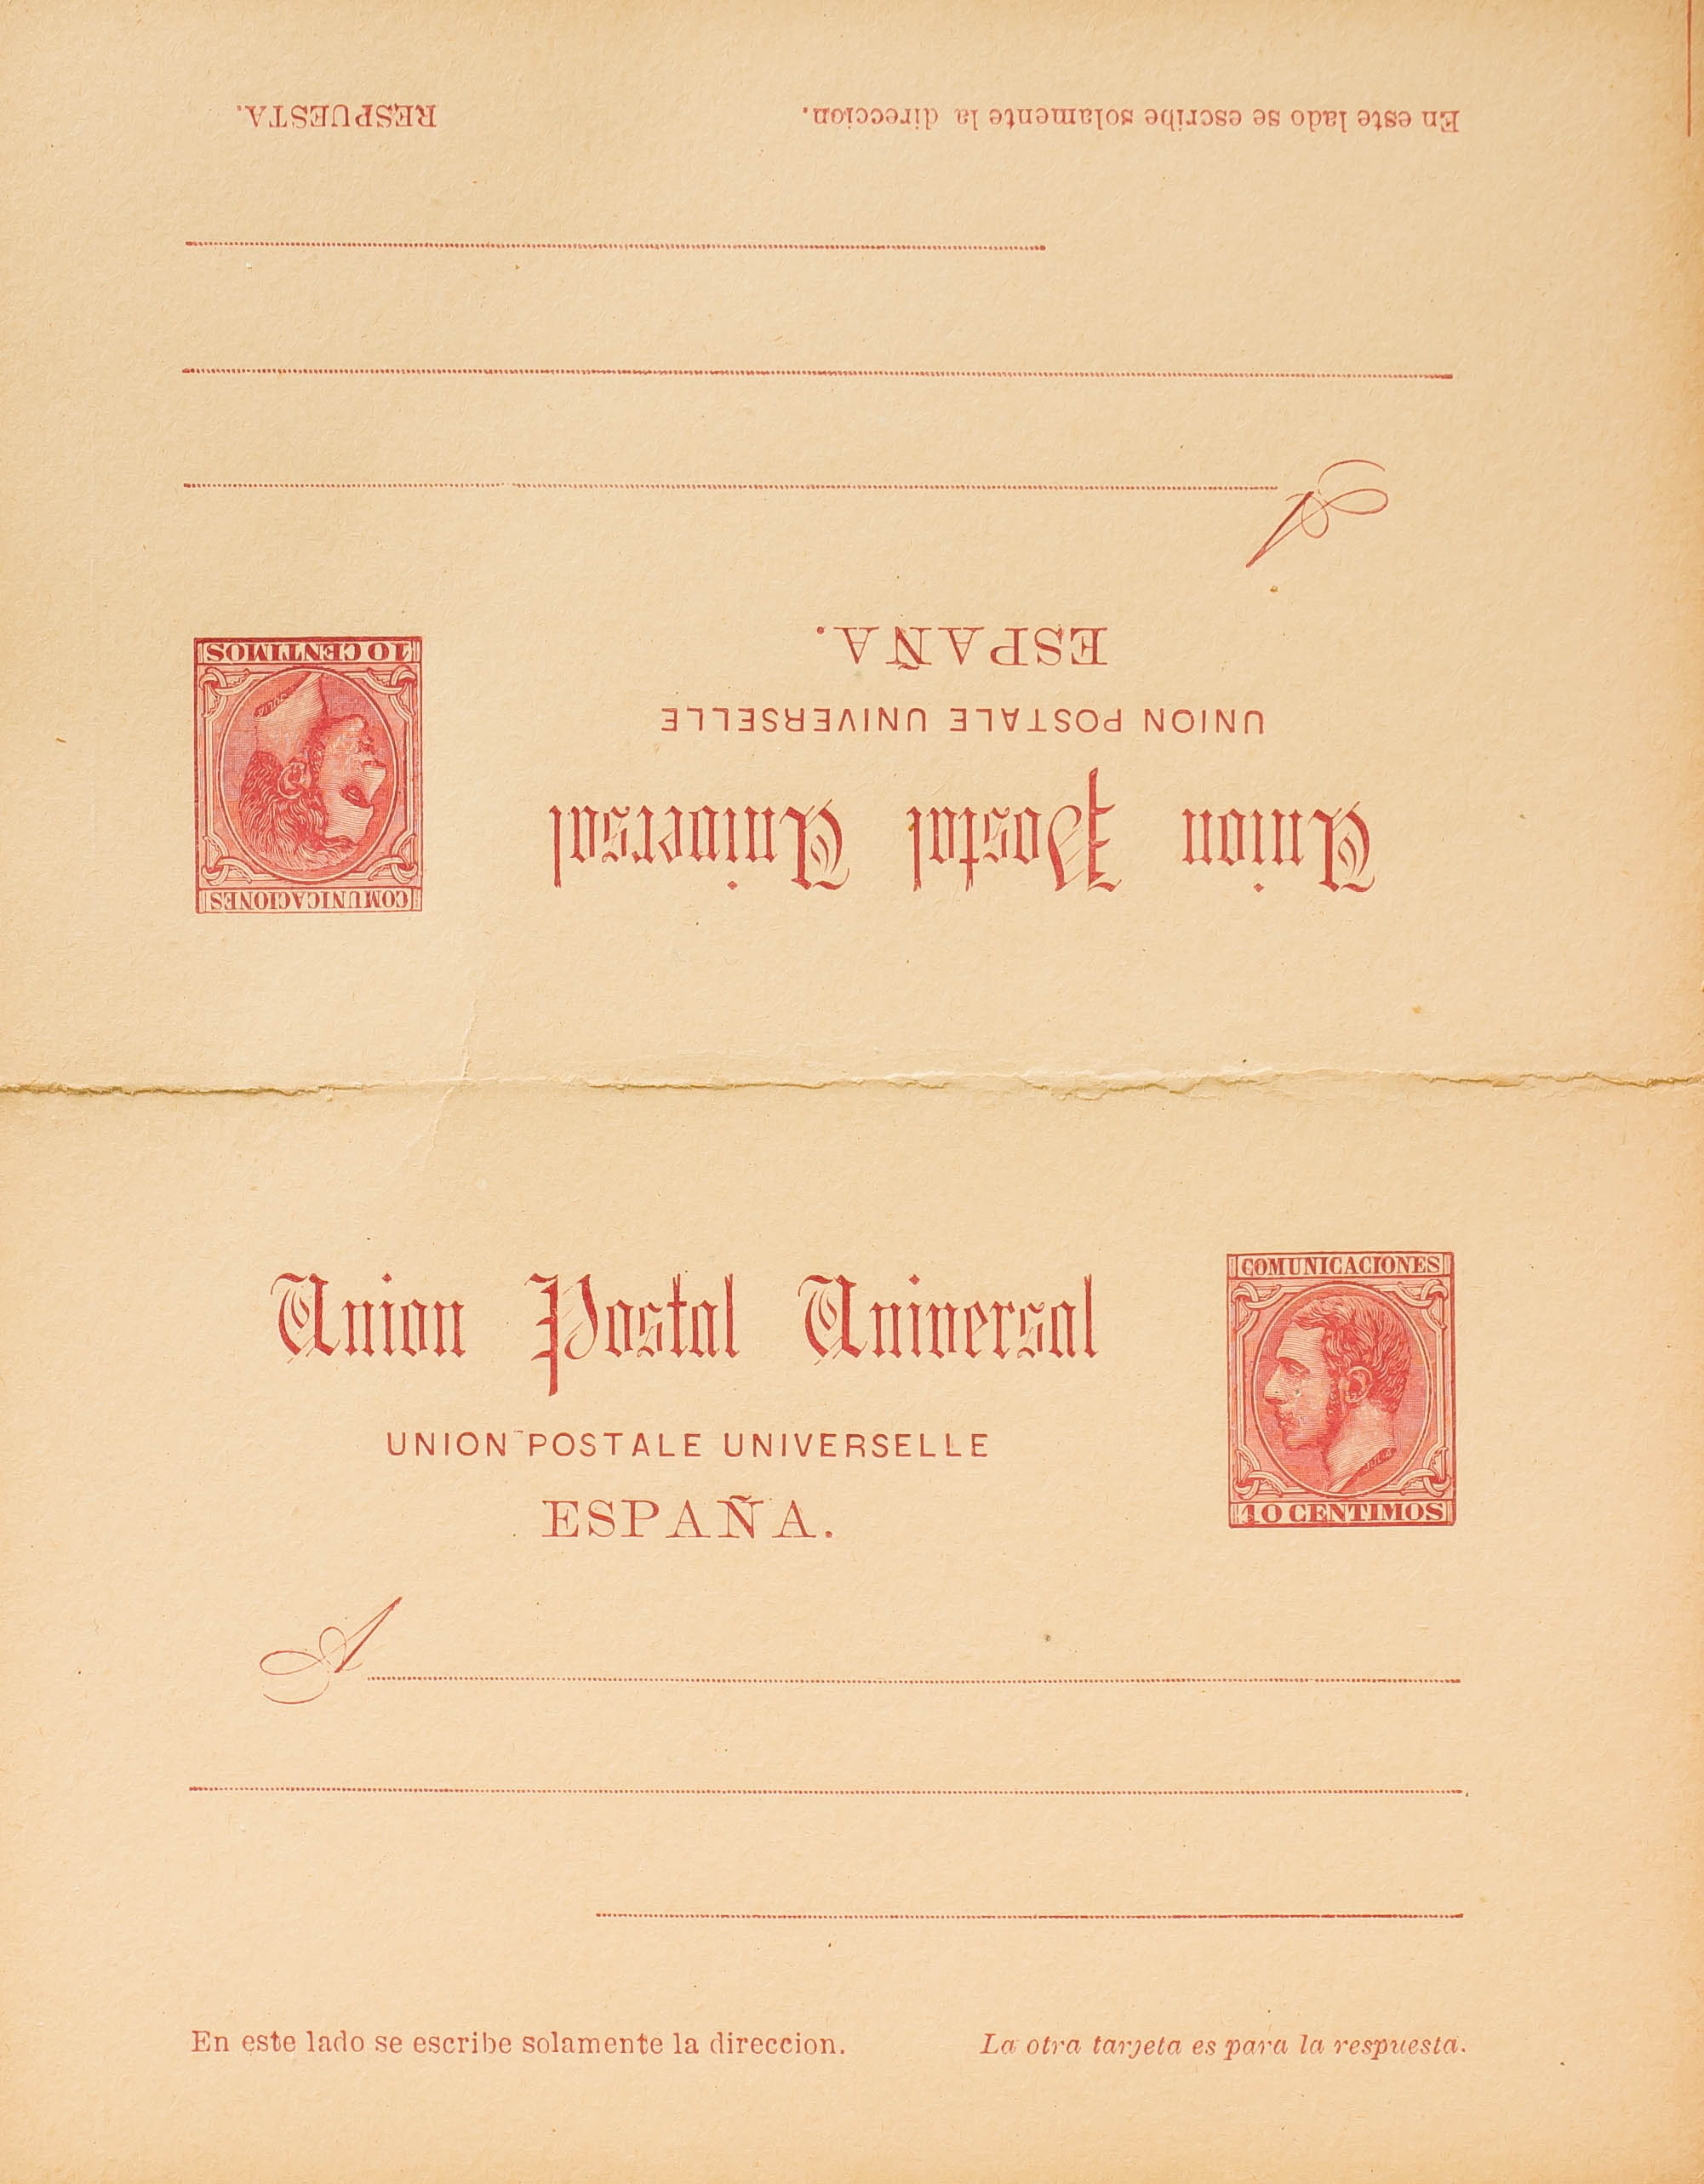 RESPUESTA.
En este lado se escribe solamente la direccion.
A
ESPAÑA.
UNION POSTALE UNIVERSELLE
Union Postal Universal
10 CENTIMOS
COMUNICACIONES
Union Postal Universal
UNION POSTALE UNIVERSELLE
ESPAÑA.
COMUNICACIONES
JULIA
10 CENTIMOS
A
En este lado se escribe solamente la direccion.
La otra tarjeta es para la respuesta.